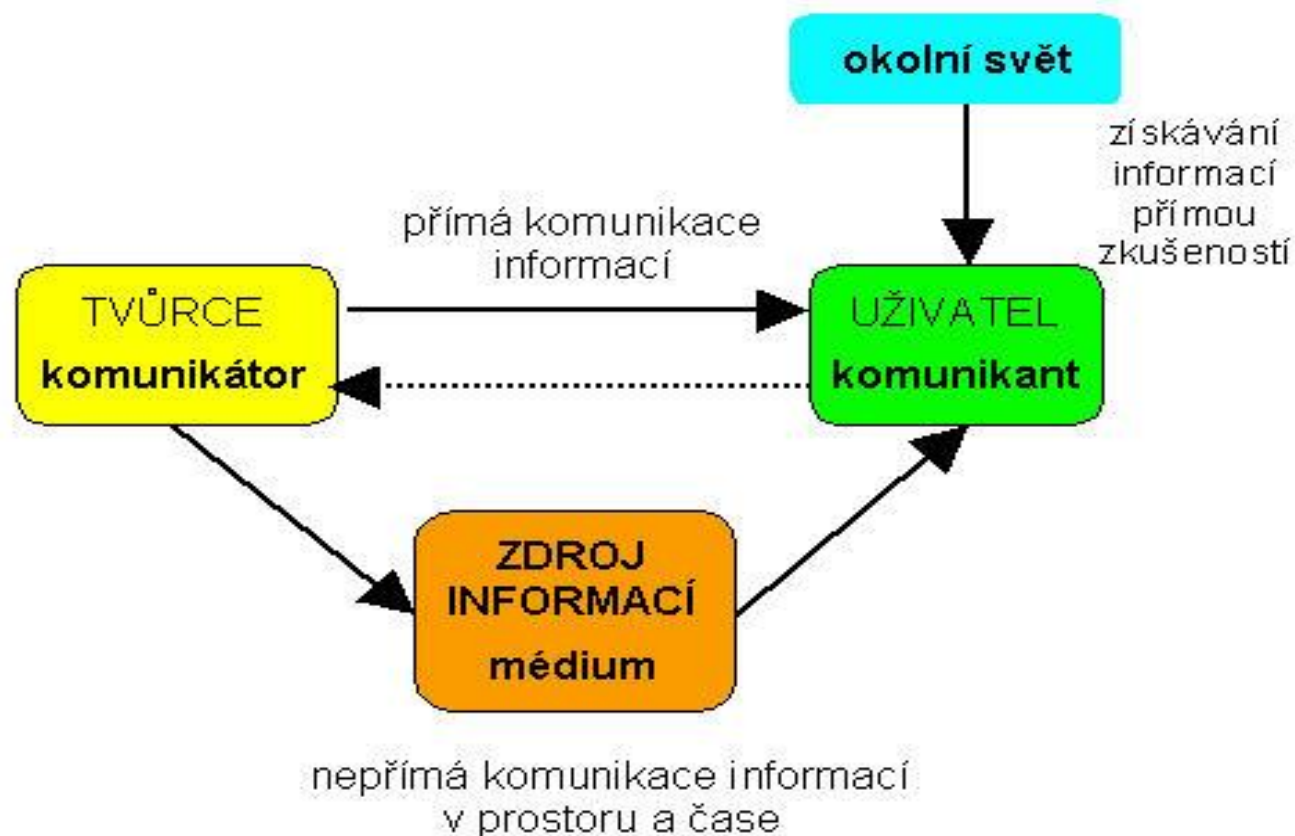 okolní svět
získávání
informací
přímou
zkušeností
přímá komunikace
informací
TVŮRCE
komunikátor
UŽIVATEL
komunikant
ZDROJ
INFORMACÍ
médium
nepřímá komunikace informací
v prostoru a čase